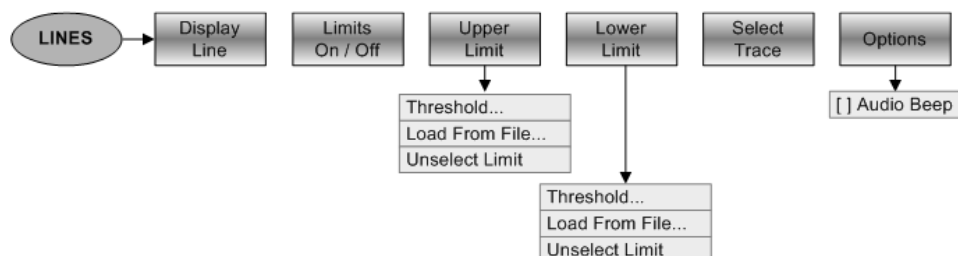 LINES
Display
Line
Limits
On / Off
Upper
Limit
Lower
Limit
Select
Trace
Options
Threshold...
Load From File...
Unselect Limit
[ ] Audio Beep
Threshold...
Load From File...
Unselect Limit